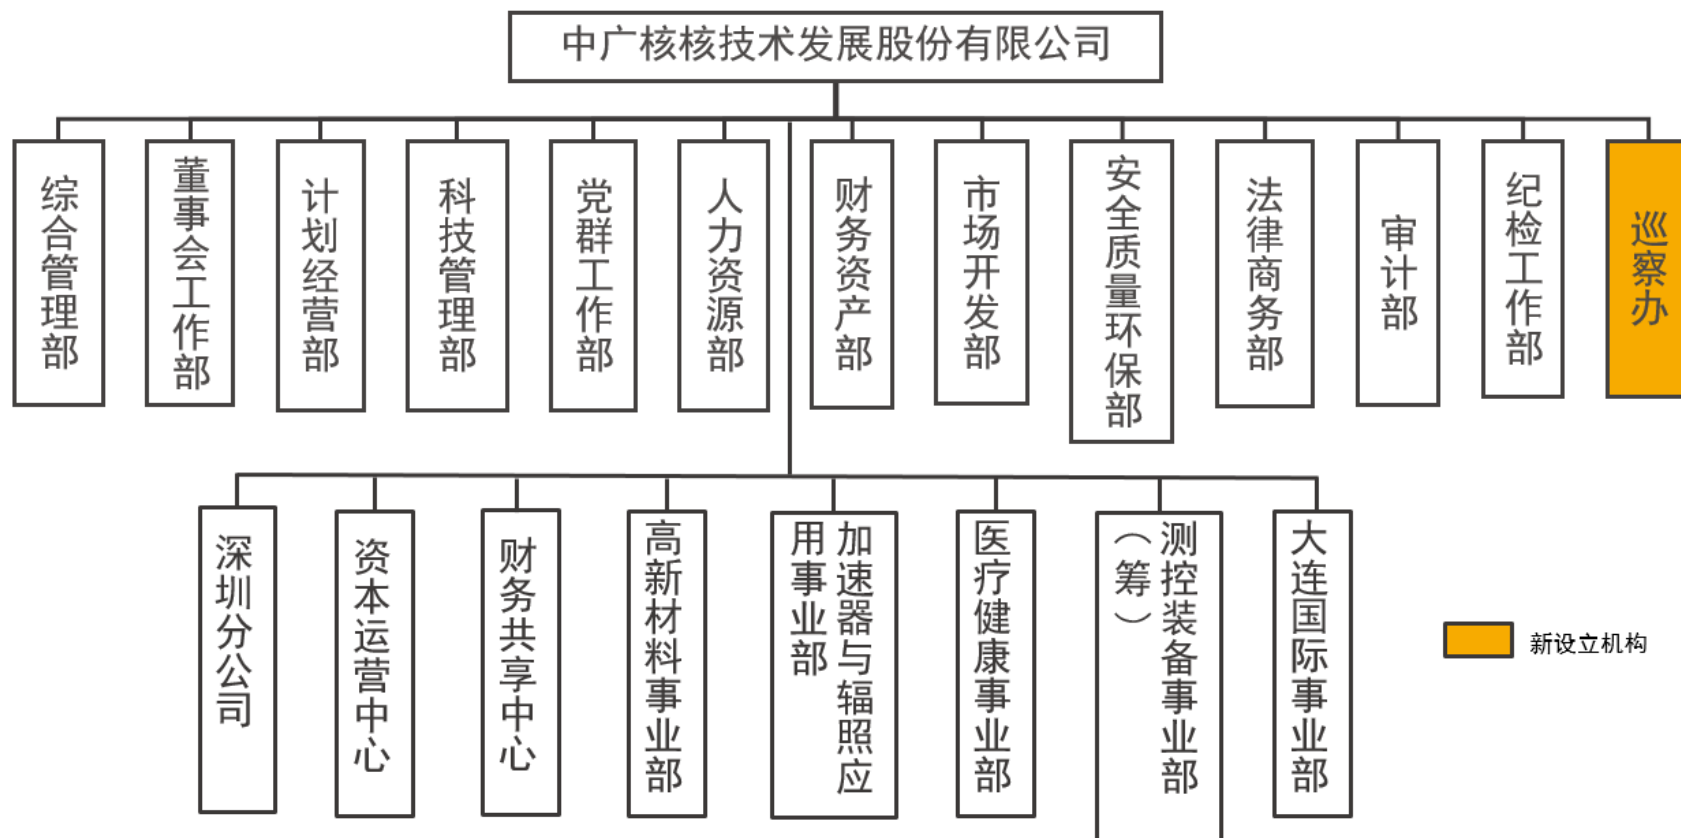 中广核核技术发展股份有限公司
综合管理部
董事会工作部
计划经营部
科技管理部
党群工作部
人力资源部
财务资产部
市场开发部
安全质量环保部
法律商务部
审计部
纪检工作部
巡察办
深圳分公司
资本运营中心
财务共享中心
高新材料事业部
加速器与辐照应
用事业部
医疗健康事业部
测控装备事业部
（筹）
大连国际事业部
新设立机构